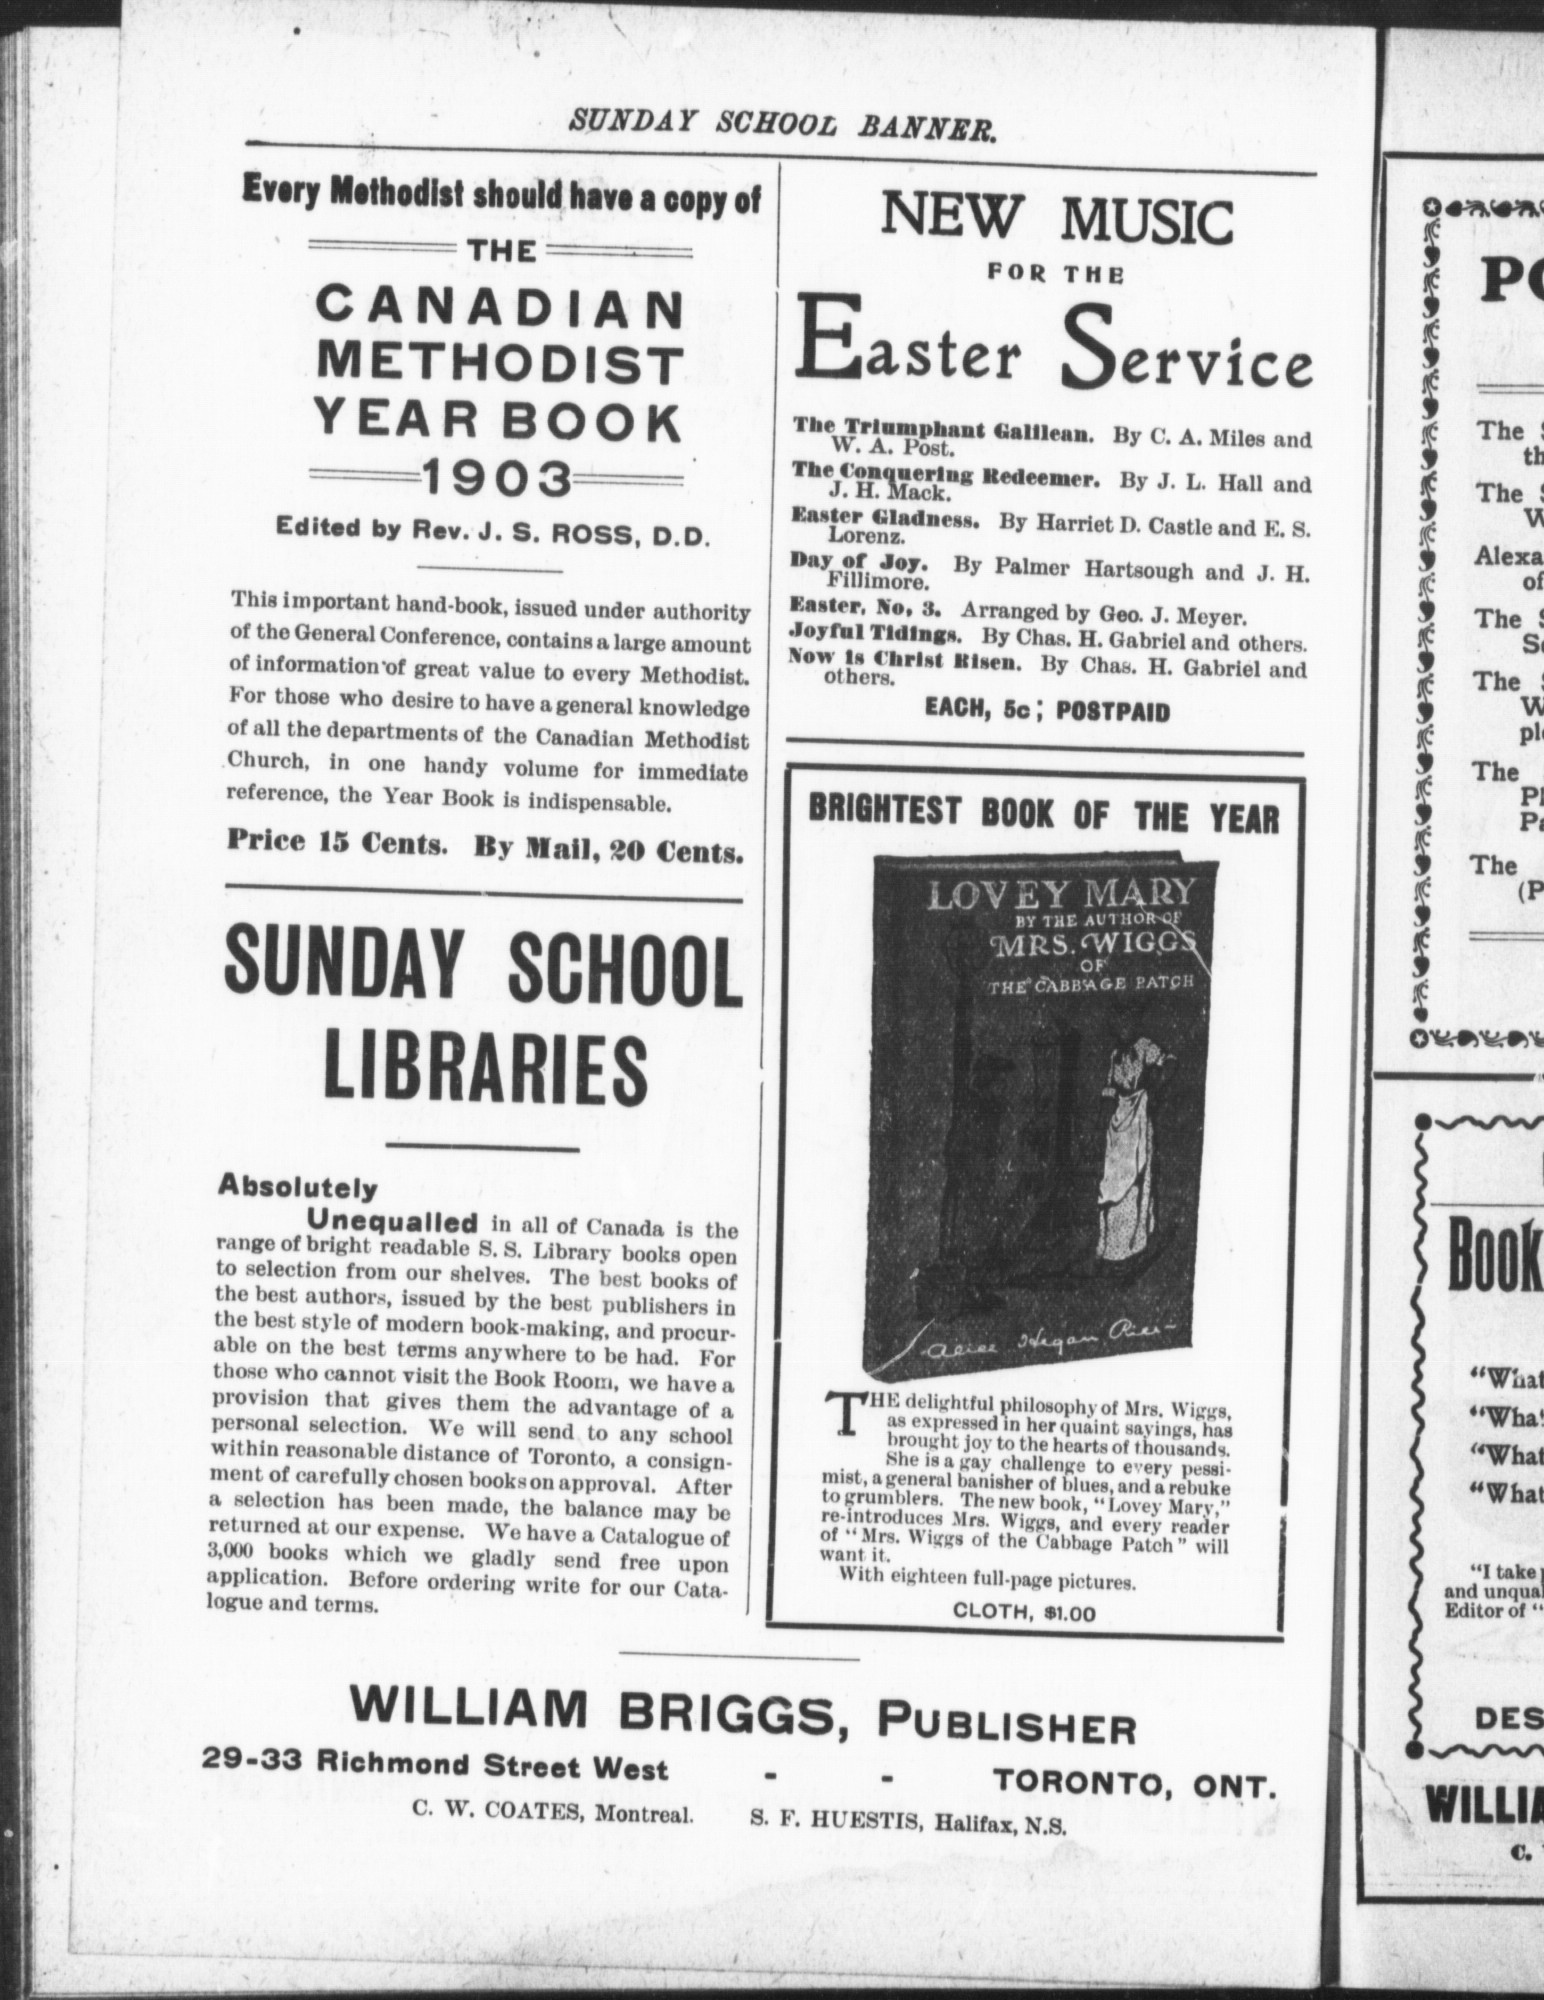 SUNDAY SCHOOL BANNER.
Every Methodist should have a copy of
THE
CANADIAN
METHODIST
YEAR BOOK
1903
Edited by Rev. J. S. ROSS, D.D.
This important hand-book, issued under authority
of the General Conference, contains a large amount
of information of great value to every Methodist.
For those who desire to have a general knowledge
of all the departments of the Canadian Methodist
Church, in one handy volume for immediate
reference, the Year Book is indispensable.
Price 15 Cents. By Mail, 20 Cents.
SUNDAY SCHOOL
LIBRARIES
Absolutely
Unequalled in all of Canada is the
range of bright readable S. S. Library books open
to selection from our shelves. The best books of
the best authors, issued by the best publishers in
the best style of modern book-making, and procur-
able on the best terms anywhere to be had. For
those who cannot visit the Book Room, we have a
provision that gives them the advantage of a
personal selection. We will send to any school
within reasonable distance of Toronto, a consign-
ment of carefully chosen books on approval. After
a selection has been made, the balance may be
returned at our expense. We have a Catalogue of
3,000 books which we gladly send free upon
application. Before ordering write for our Cata-
logue and terms.
NEW MUSIC
FOR THE
Easter Service
The Triumphant Galilean. By C. A. Miles and
W. A. Post.
The Conquering Redeemer. By J. L. Hall and
J. H. Mack.
Easter Gladness. By Harriet D. Castle and E. S.
Lorenz.
Day of Joy. By Palmer Hartsough and J. H.
Fillimore.
Easter, No, 3. Arranged by Geo. J. Meyer.
Joyful Tidings. By Chas. H. Gabriel and others.
Now is Christ Risen. By Chas. H. Gabriel and
others.
EACH, 5c; POSTPAID
BRIGHTEST BOOK OF THE YEAR
LOVEY MARY
BY THE AUTHOR OF
MRS. WIGGS
OF
THE CABBAGE PATCH
Alice Hegan Rice
THE delightful philosophy of Mrs. Wiggs,
as expressed in her quaint sayings, has
brought joy to the hearts of thousands.
She is a gay challenge to every pessi-
mist, a general banisher of blues, and a rebuke
to grumblers. The new book, "Lovey Mary,"
re-introduces Mrs. Wiggs, and every reader
of "Mrs. Wiggs of the Cabbage Patch" will
want it.
With eighteen full-page pictures.
CLOTH, $1.00
WILLIAM BRIGGS, PUBLISHER
29-33 Richmond Street West - - TORONTO, ONT.
C. W. COATES, Montreal. S. F. HUESTIS, Halifax, N.S.
The
The
The
The
The
The
Book
"What
"What
"What
"I take
and unqual
Editor of "
DES
C.